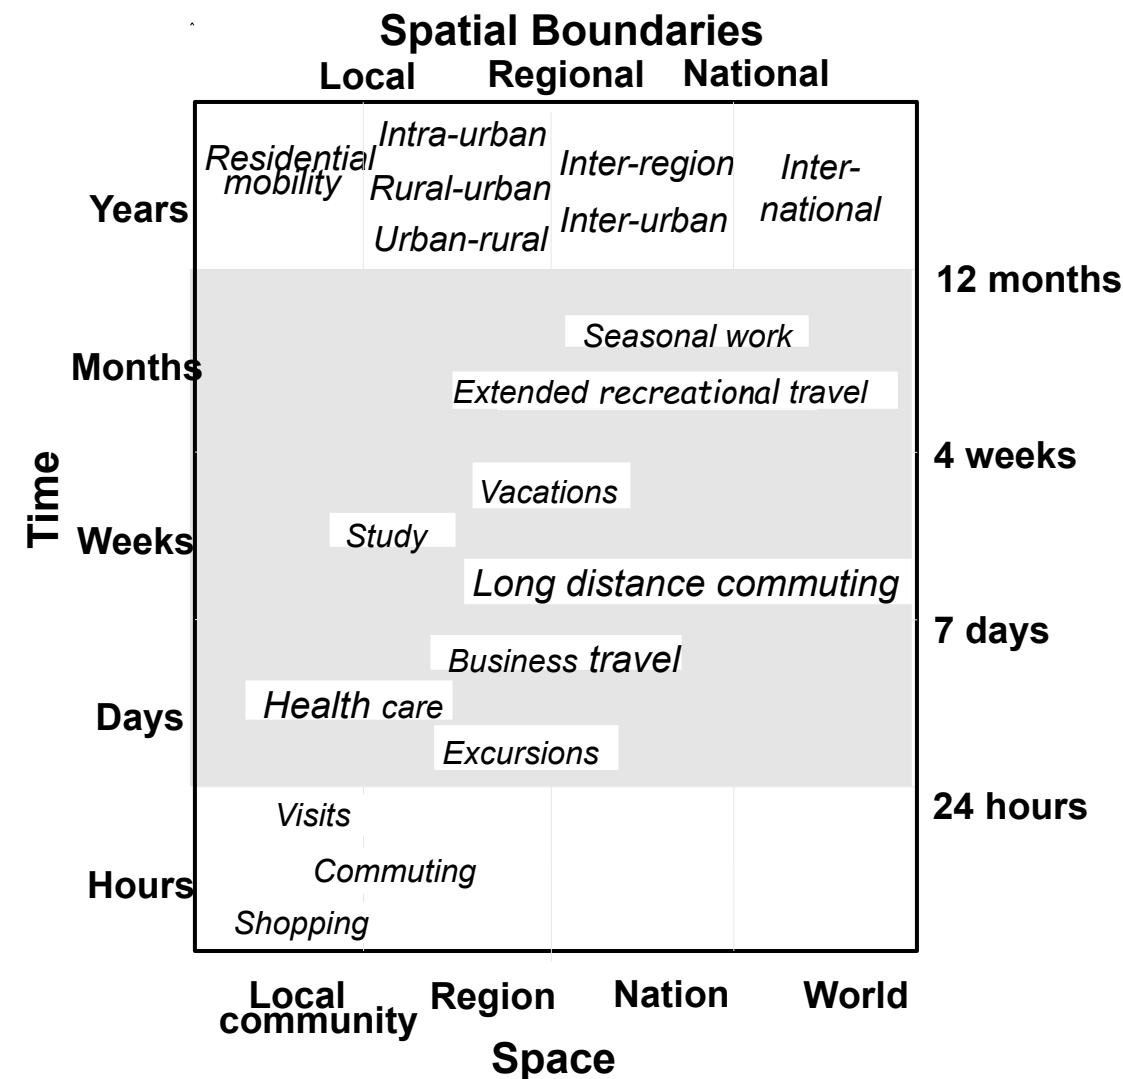 Spatial Boundaries
Local Regional National
Residential
mobility
Intra-urban
Rural-urban
Urban-rural
Inter-region
Inter-urban
Inter-
national
Years
12 months
Seasonal work
Months
Extended recreational travel
4 weeks
Time
Vacations
Study
Weeks
Long distance commuting
7 days
Business travel
Health care
Days
Excursions
24 hours
Visits
Commuting
Hours
Shopping
Local
community
Region
Nation
World
Space